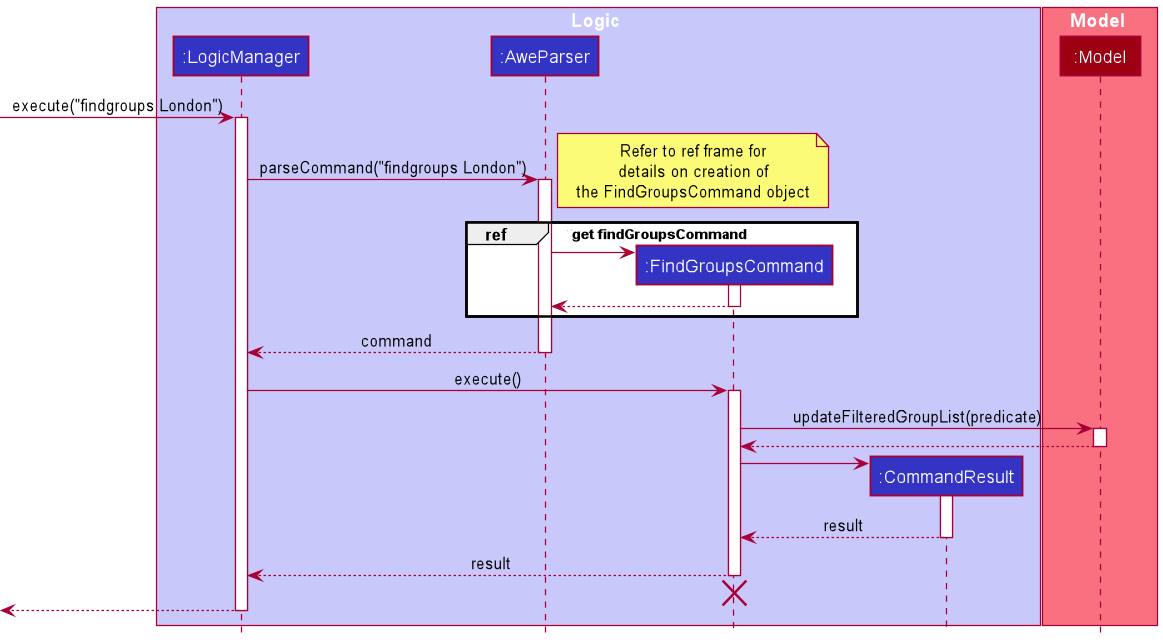 Logic
Model
:LogicManager
:AweParser
:Model
execute("findgroups London")
parseCommand("findgroups London")
Refer to ref frame for
details on creation of
the FindGroupsCommand object
ref
get findGroupsCommand
:FindGroupsCommand
command
execute()
updateFilteredGroupList(predicate)
:CommandResult
result
result